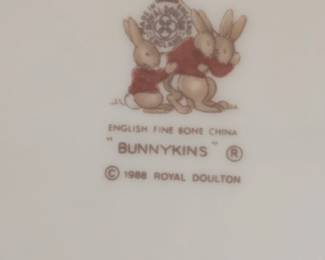 ENGLISH FINE BONE CHINA
"BUNNYKINS" ®
© 1988 ROYAL DOULTON